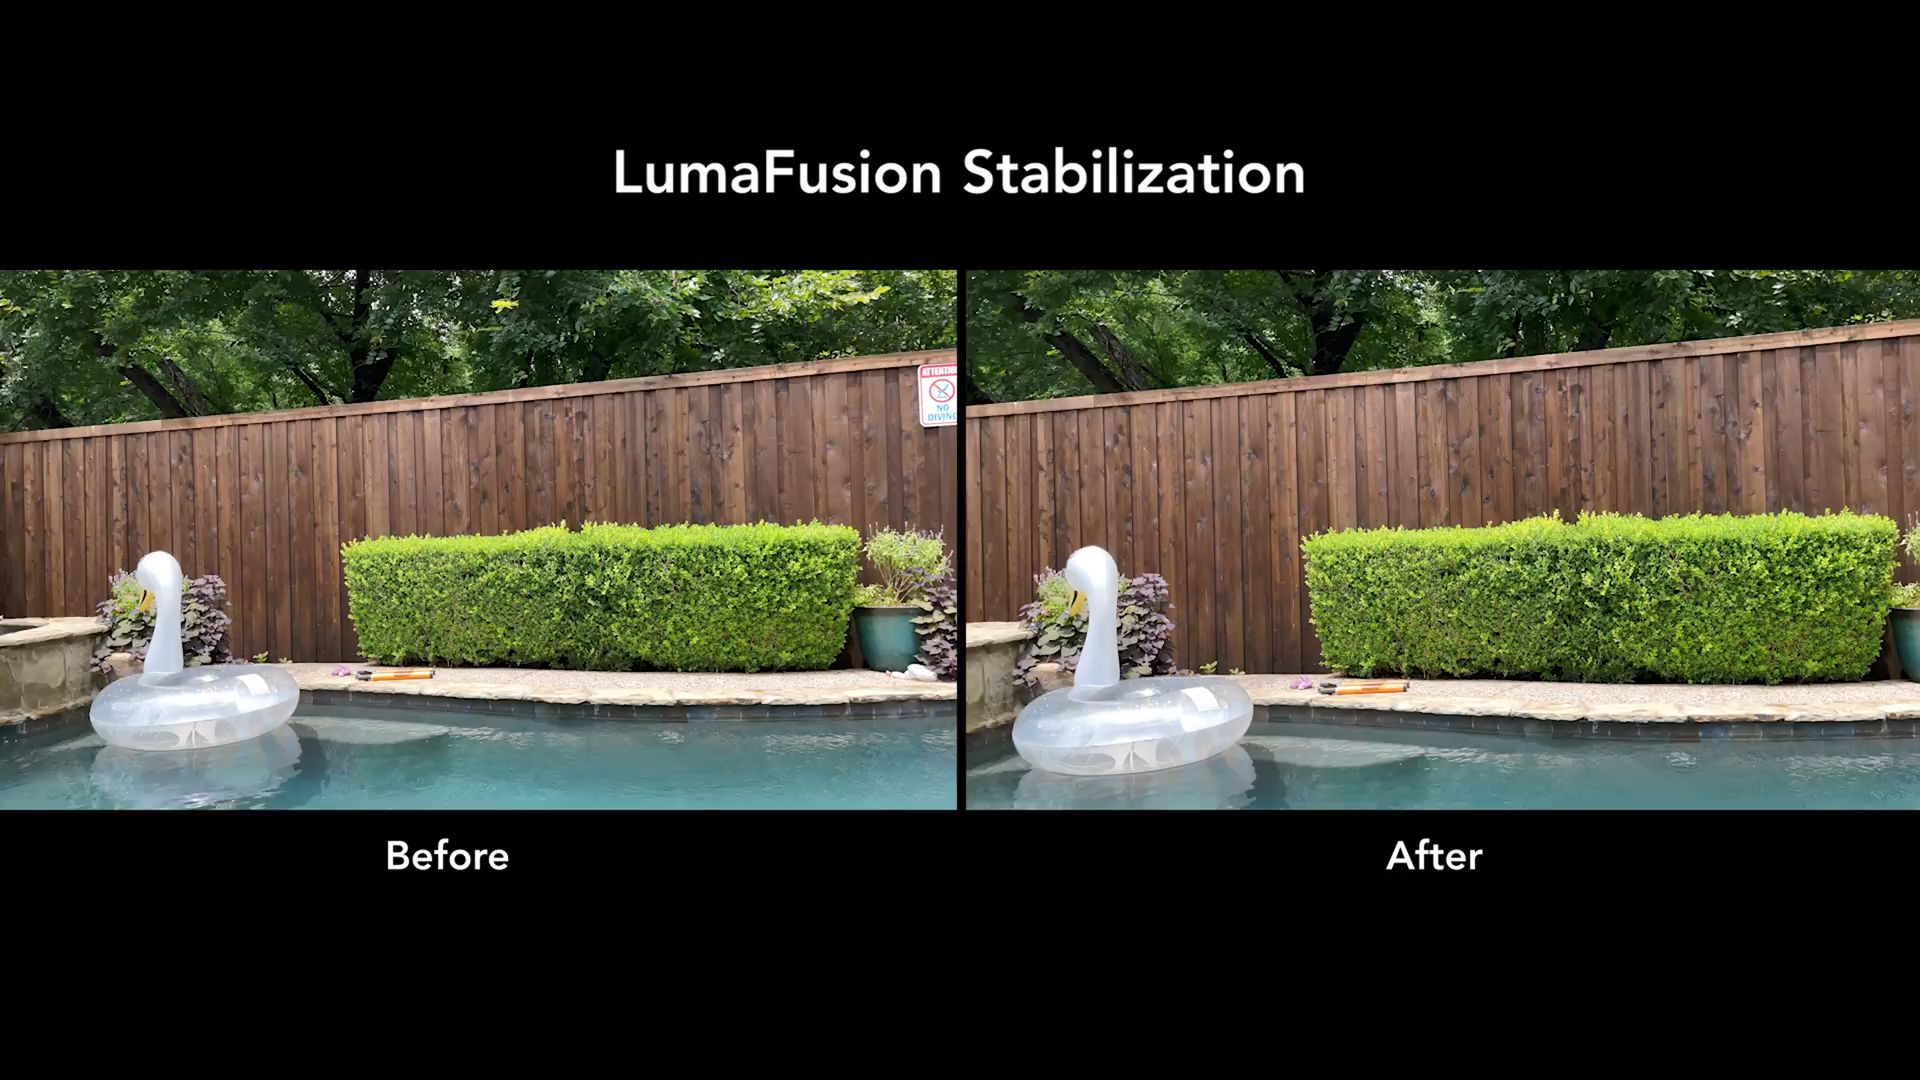 LumaFusion Stabilization
ATTENTION
NO
DIVING
Before
After